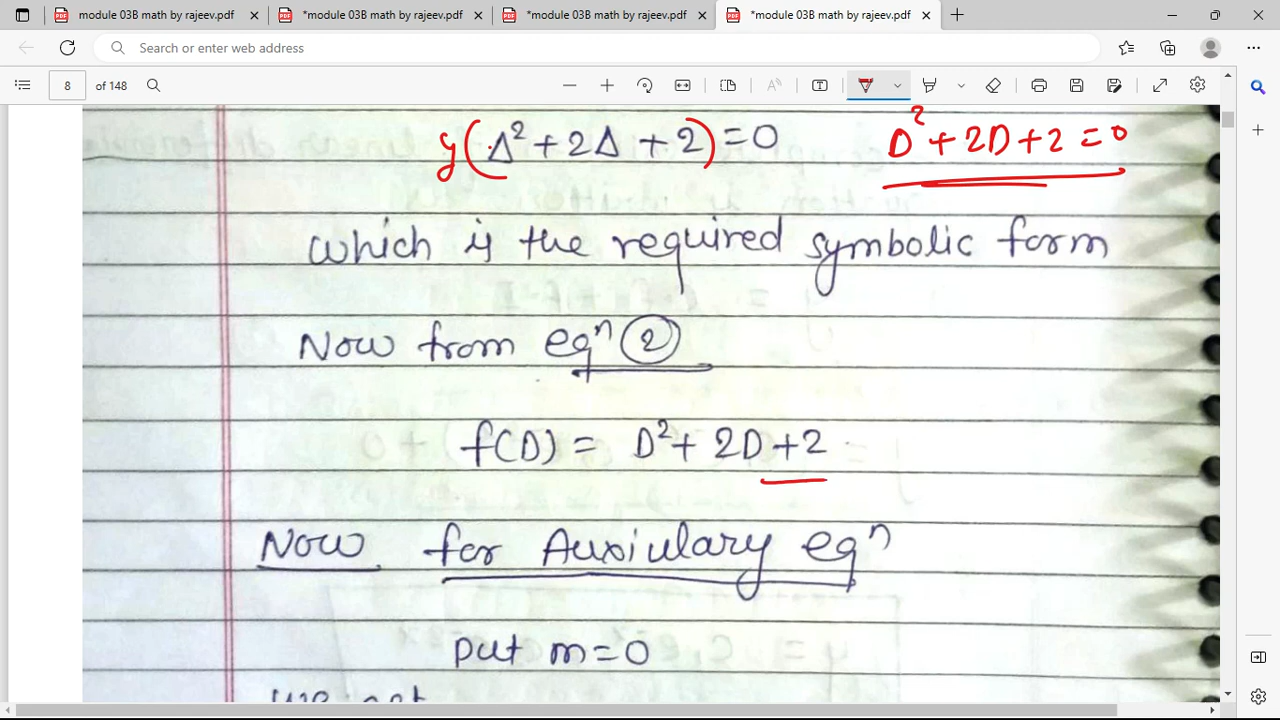 module 03B math by rajeev.pdf
*module 03B math by rajeev.pdf
*module 03B math by rajeev.pdf
*module 03B math by rajeev.pdf
Search or enter web address
8 of 148
y(Δ²+2Δ+2)=0 D²+2D+2=0
which is the required symbolic form
Now from eqⁿ ②
f(D) = D²+ 2D+2
Now for Auxiulary eqⁿ
put m=0